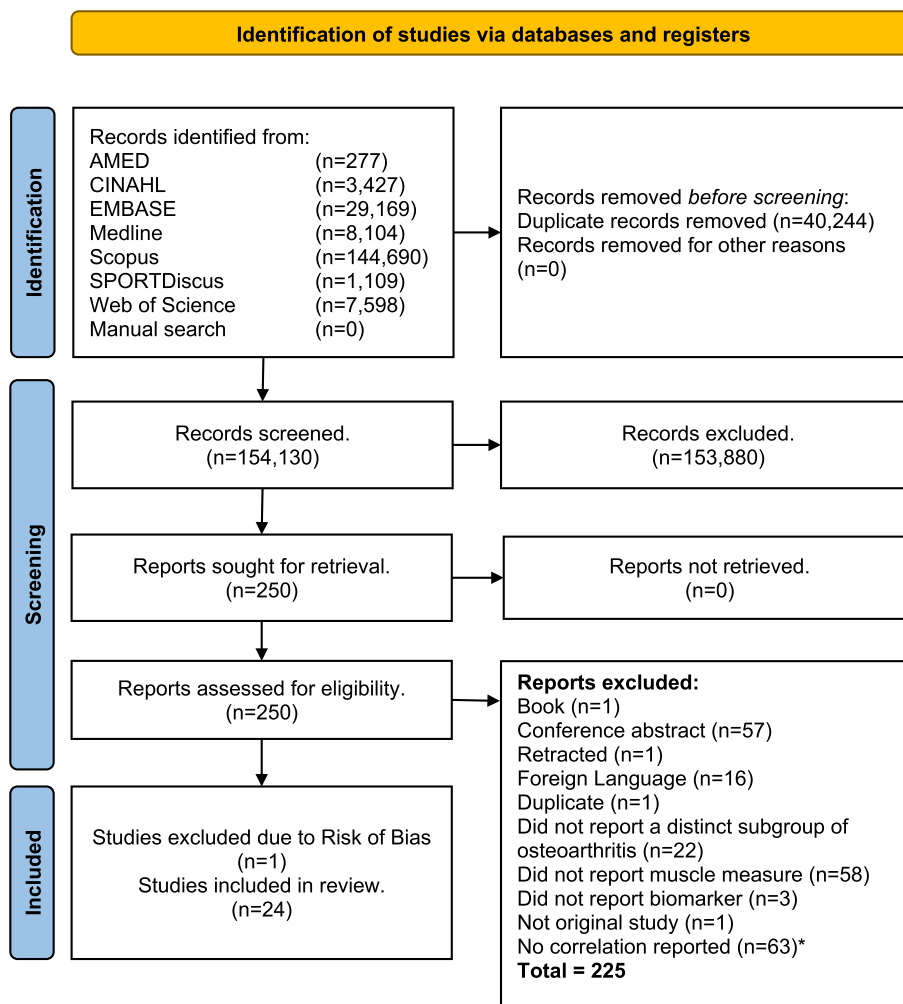 Identification of studies via databases and registers
Identification
Records identified from:
AMED (n=277)
CINAHL (n=3,427)
EMBASE (n=29,169)
Medline (n=8,104)
Scopus (n=144,690)
SPORTDiscus (n=1,109)
Web of Science (n=7,598)
Manual search (n=0)
Records removed before screening:
Duplicate records removed (n=40,244)
Records removed for other reasons
(n=0)
Screening
Records screened.
(n=154,130)
Records excluded.
(n=153,880)
Reports sought for retrieval.
(n=250)
Reports not retrieved.
(n=0)
Reports assessed for eligibility.
(n=250)
Reports excluded:
Book (n=1)
Conference abstract (n=57)
Retracted (n=1)
Foreign Language (n=16)
Duplicate (n=1)
Did not report a distinct subgroup of
osteoarthritis (n=22)
Did not report muscle measure (n=58)
Did not report biomarker (n=3)
Not original study (n=1)
No correlation reported (n=63)*
Total = 225
Included
Studies excluded due to Risk of Bias
(n=1)
Studies included in review.
(n=24)